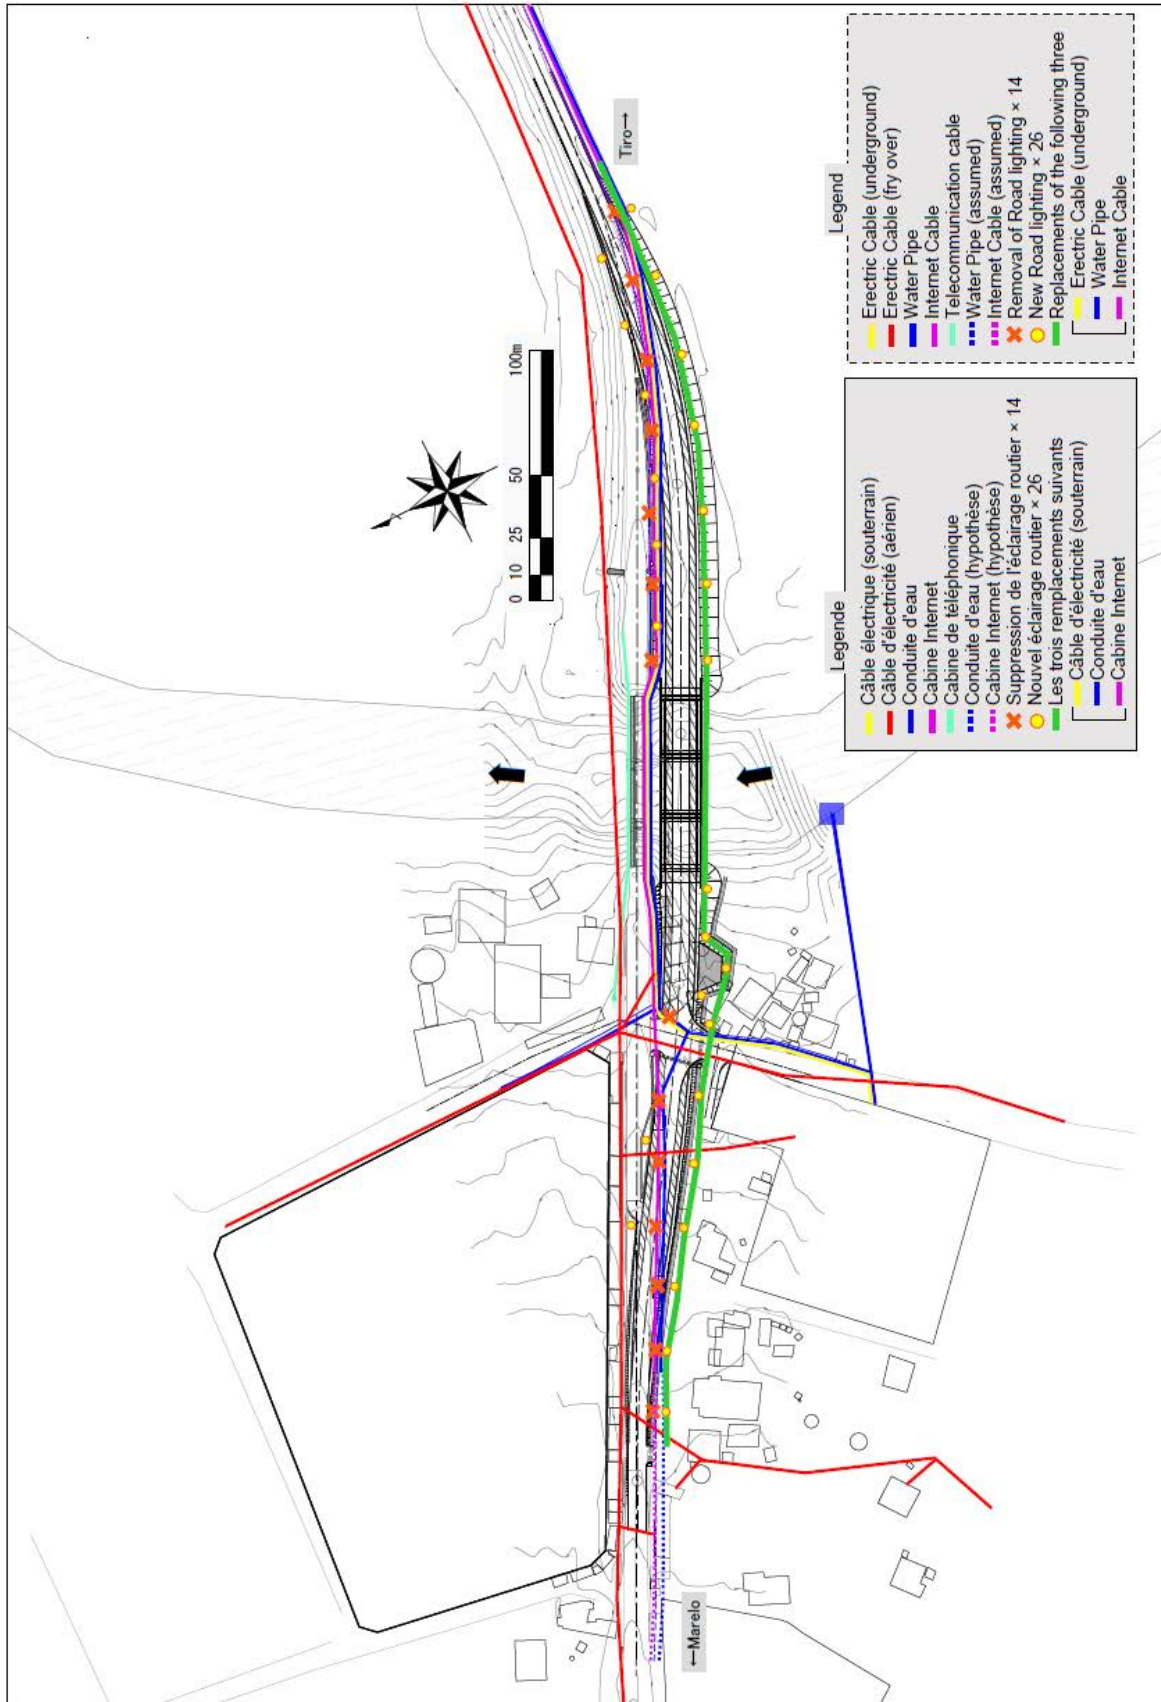 Tiro→
0 10 25 50 100m
←Marelo
Legende
Câble électrique (souterrain)
Câble d'électricité (aérien)
Conduite d'eau
Cabine Internet
Cabine de téléphonique
Conduite d'eau (hypothèse)
Cabine Internet (hypothèse)
Suppression de l'éclairage routier × 14
Nouvel éclairage routier × 26
Les trois remplacements suivants
Câble d'électricité (souterrain)
Conduite d'eau
Cabine Internet
Legend
Erectric Cable (underground)
Erectric Cable (fry over)
Water Pipe
Internet Cable
Telecommunication cable
Water Pipe (assumed)
Internet Cable (assumed)
Removal of Road lighting × 14
New Road lighting × 26
Replacements of the following three
Erectric Cable (underground)
Water Pipe
Internet Cable